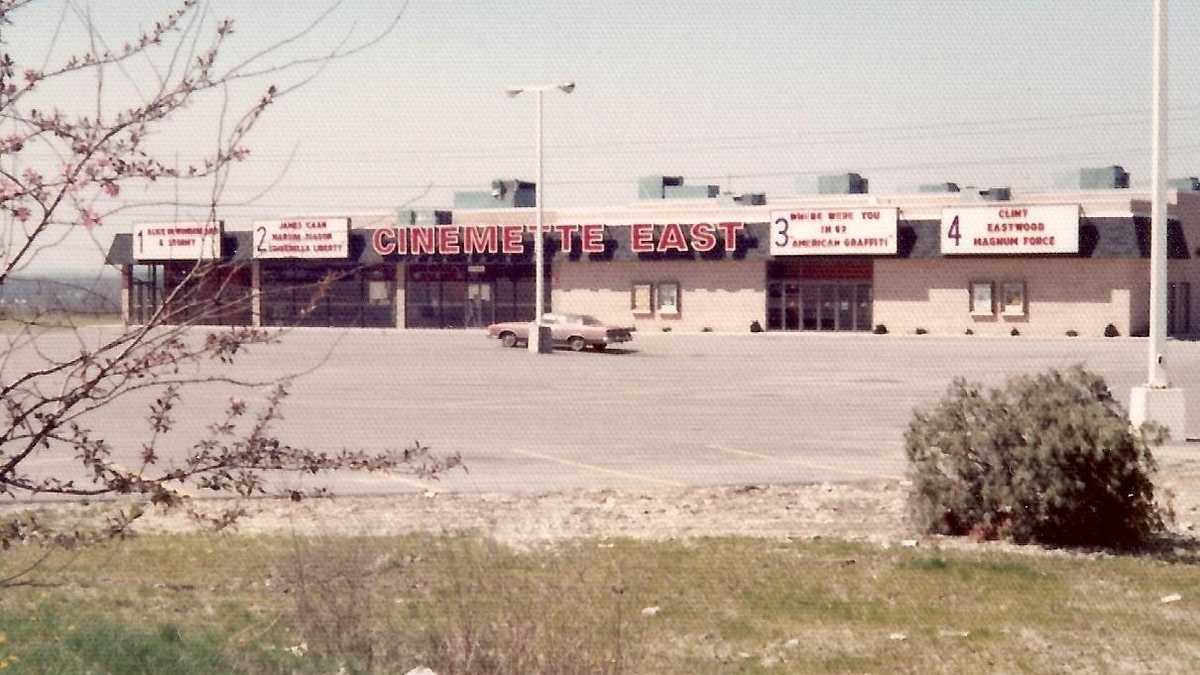 1
ALICE IN WONDERLAND
& STORMY
2
JAMES CAAN
MARSHA MASON
CINDERELLA LIBERTY
CINEMETTE EAST
3
WHERE WERE YOU
IN 62
AMERICAN GRAFFITI
4
CLINT
EASTWOOD
MAGNUM FORCE